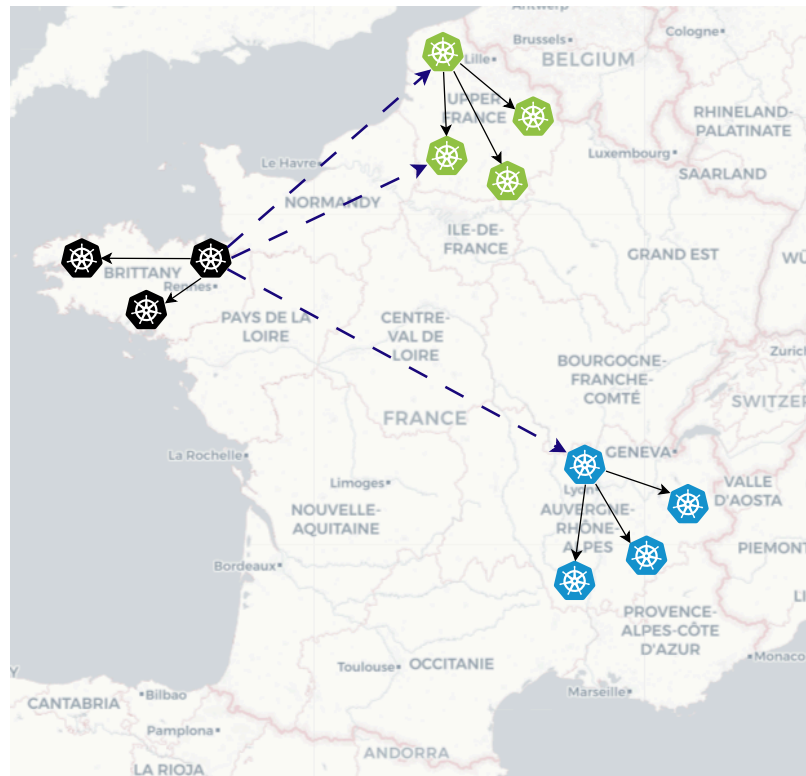 Antwerp
Brussels
Cologne
BELGIUM
Lille
UPPER
FRANCE
RHINELAND-
PALATINATE
Le Havre
Luxembourg
SAARLAND
NORMANDY
ILE-DE-
FRANCE
GRAND EST
WÜ
BRITTANY
Rennes
PAYS DE LA
LOIRE
CENTRE-
VAL DE
LOIRE
Zurich
BOURGOGNE-
FRANCHE-
COMTÉ
SWITZER
FRANCE
La Rochelle
GENEVA
Limoges
Lyon
VALLE
D'AOSTA
NOUVELLE-
AQUITAINE
AUVERGNE-
RHÔNE-
ALPES
PIEMONT
Bordeaux
LI
PROVENCE-
ALPES-CÔTE
D'AZUR
Toulouse
OCCITANIE
Monaco
Y
Marseille
CANTABRIA
Bilbao
Pamplona
ANDORRA
LA RIOJA